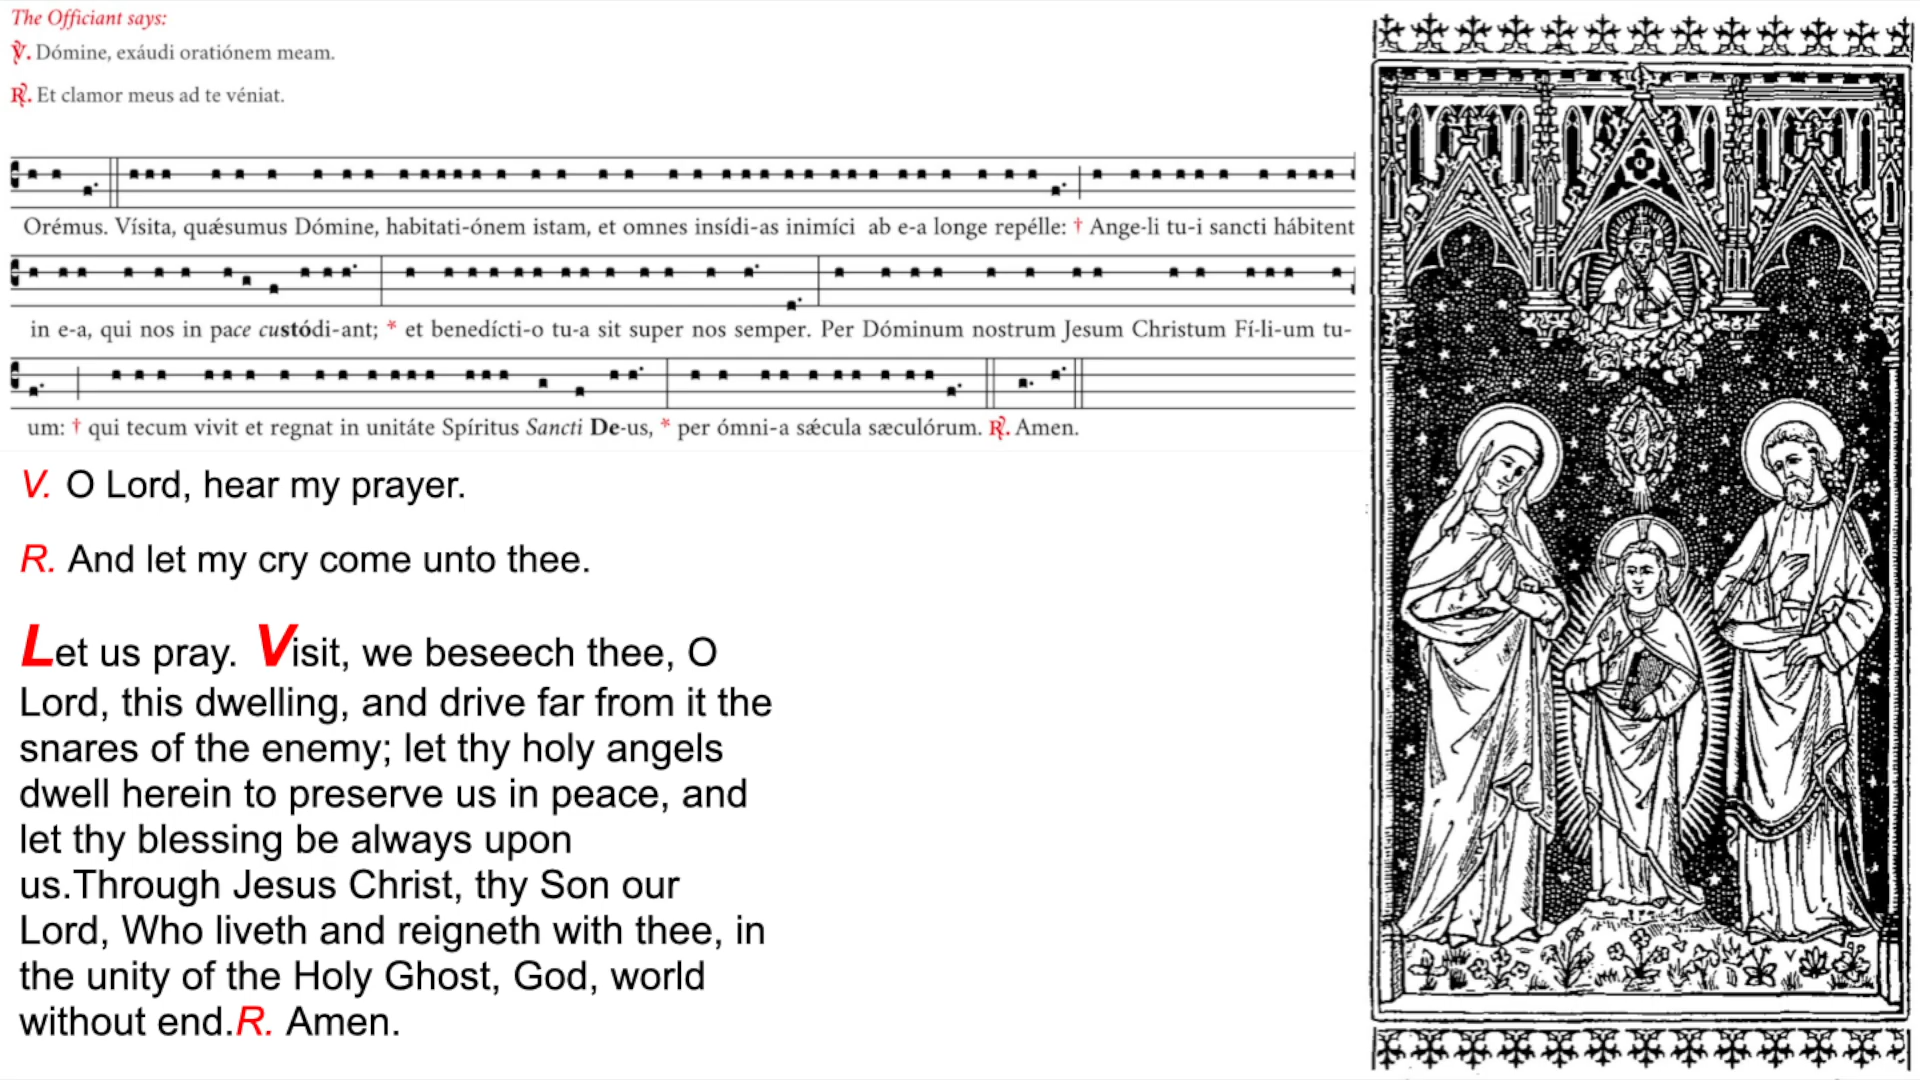 The Officiant says:
℣. Dómine, exáudi oratiónem meam.
℟. Et clamor meus ad te véniat.
Orémus. Vísita, quǽsumus Dómine, habitati-ónem istam, et omnes insídi-as inimíci ab e-a longe repélle: † Ange-li tu-i sancti hábitent
in e-a, qui nos in pace custódi-ant; * et benedícti-o tu-a sit super nos semper. Per Dóminum nostrum Jesum Christum Fí-li-um tu-
um: † qui tecum vivit et regnat in unitáte Spíritus Sancti De-us, * per ómni-a sǽcula sæculórum. ℟. Amen.
V. O Lord, hear my prayer.
R. And let my cry come unto thee.
Let us pray. Visit, we beseech thee, O
Lord, this dwelling, and drive far from it the
snares of the enemy; let thy holy angels
dwell herein to preserve us in peace, and
let thy blessing be always upon
us.Through Jesus Christ, thy Son our
Lord, Who liveth and reigneth with thee, in
the unity of the Holy Ghost, God, world
without end.R. Amen.